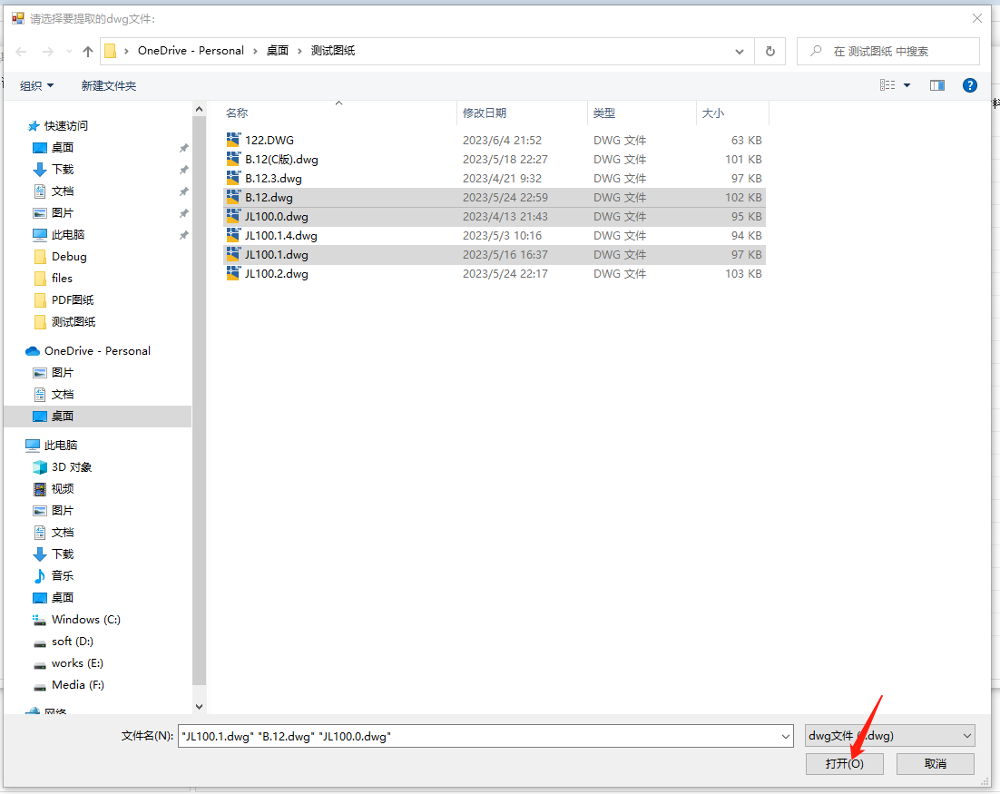 请选择要提取的dwg文件:
OneDrive - Personal › 桌面 › 测试图纸
在 测试图纸 中搜索
组织 新建文件夹
快速访问
桌面
下载
文档
图片
此电脑
Debug
files
PDF图纸
测试图纸
OneDrive - Personal
图片
文档
桌面
此电脑
3D 对象
视频
图片
文档
下载
音乐
桌面
Windows (C:)
soft (D:)
works (E:)
Media (F:)
网络
名称 修改日期 类型 大小
122.DWG 2023/6/4 21:52 DWG 文件 63 KB
B.12(C版).dwg 2023/5/18 22:27 DWG 文件 101 KB
B.12.3.dwg 2023/4/21 9:32 DWG 文件 97 KB
B.12.dwg 2023/5/24 22:59 DWG 文件 102 KB
JL100.0.dwg 2023/4/13 21:43 DWG 文件 95 KB
JL100.1.4.dwg 2023/5/3 10:16 DWG 文件 94 KB
JL100.1.dwg 2023/5/16 16:37 DWG 文件 97 KB
JL100.2.dwg 2023/5/24 22:17 DWG 文件 103 KB
文件名(N): "JL100.1.dwg" "B.12.dwg" "JL100.0.dwg"
dwg文件 (.dwg)
打开(O) 取消